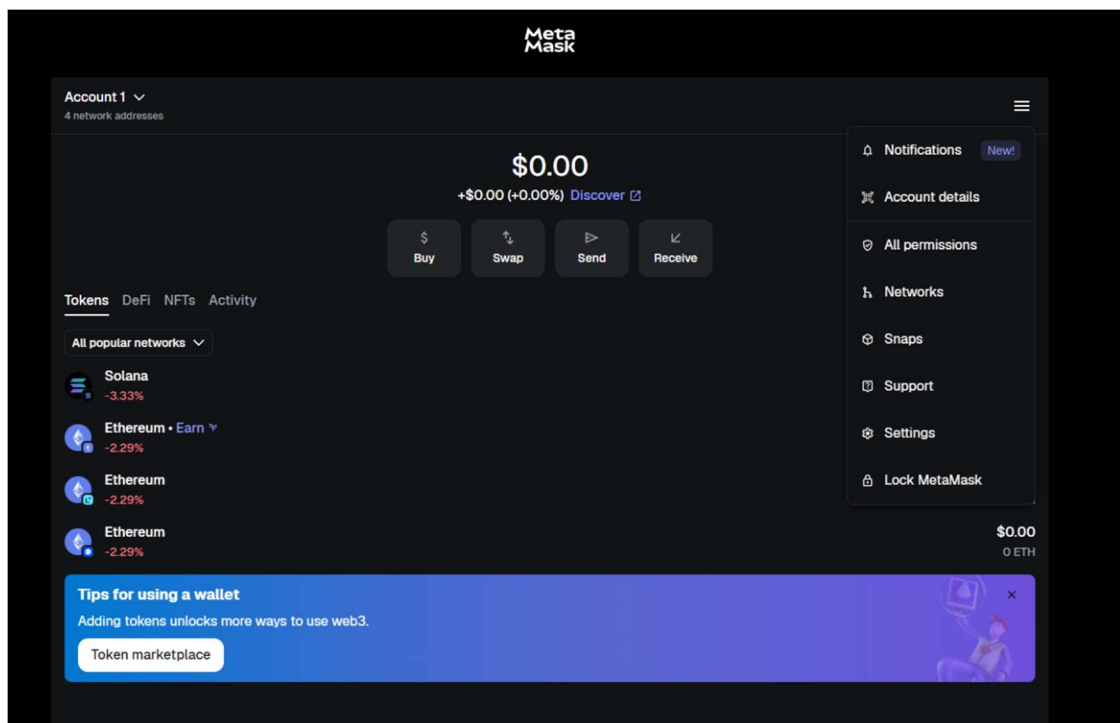 Meta
Mask
Account 1
4 network addresses
$0.00
+$0.00 (+0.00%) Discover
$
Buy
Swap
Send
Receive
Tokens DeFi NFTs Activity
All popular networks
Solana
-3.33%
Ethereum • Earn
-2.29%
Ethereum
-2.29%
Ethereum
-2.29%
$0.00
0 ETH
Notifications New!
Account details
All permissions
Networks
Snaps
Support
Settings
Lock MetaMask
Tips for using a wallet
Adding tokens unlocks more ways to use web3.
Token marketplace